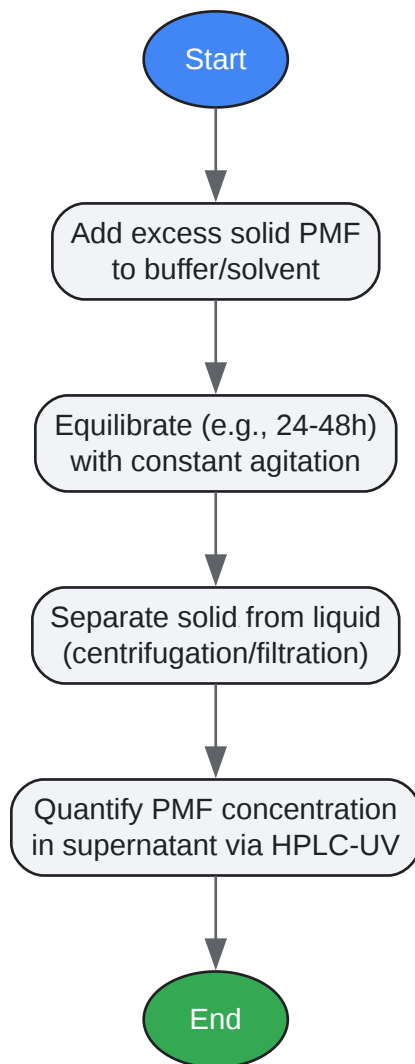 Start
Add excess solid PMF
to buffer/solvent
Equilibrate (e.g., 24-48h)
with constant agitation
Separate solid from liquid
(centrifugation/filtration)
Quantify PMF concentration
in supernatant via HPLC-UV
End